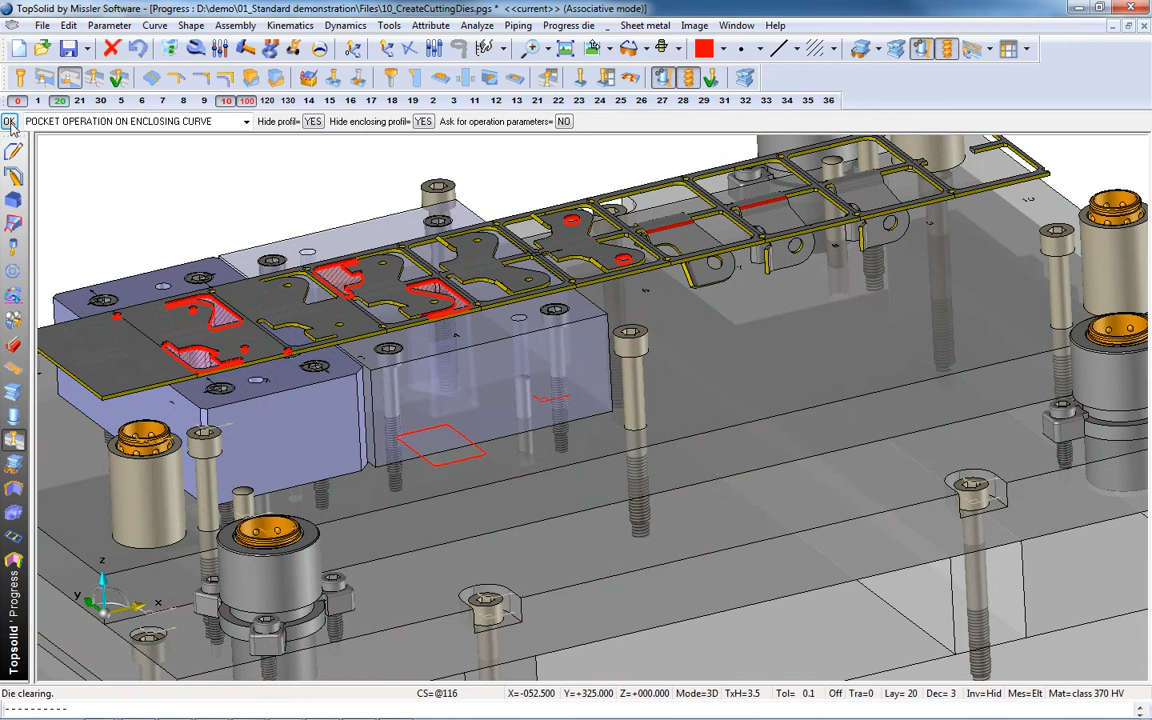 TopSolid by Missler Software - [Progress : D:\demo\01_Standard demonstration\Files\10_CreateCuttingDies.pgs *  <<current>> (Associative mode)]
File Edit Parameter Curve Shape Assembly Kinematics Dynamics Tools Attribute Analyze Piping Progress die Sheet metal Image Window ?
0 1 20 21 30 5 6 7 8 9 10 100 120 130 14 15 16 17 18 19 2 3 4 11 12 13 22 23 24 25 26 27 28 29 31 32 33 34 35 36
OK POCKET OPERATION ON ENCLOSING CURVE Hide profil= YES Hide enclosing profil= YES Ask for operation parameters= NO
z
y
x
Topsolid ' Progress
Die clearing. CS=@116 X=-052.500 Y=+325.000 Z=+000.000 Mode=3D TxH=3.5 Tol= 0.1 Off Tra=0 Lay= 20 Dec= 3 Inv=Hid Mes=Elt Mat=class 370 HV
----------